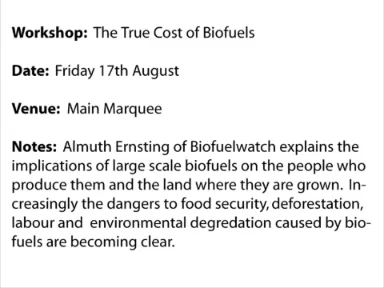 Workshop: The True Cost of Biofuels
Date: Friday 17th August
Venue: Main Marquee
Notes: Almuth Ernsting of Biofuelwatch explains the
implications of large scale biofuels on the people who
produce them and the land where they are grown. In-
creasingly the dangers to food security, deforestation,
labour and environmental degredation caused by bio-
fuels are becoming clear.